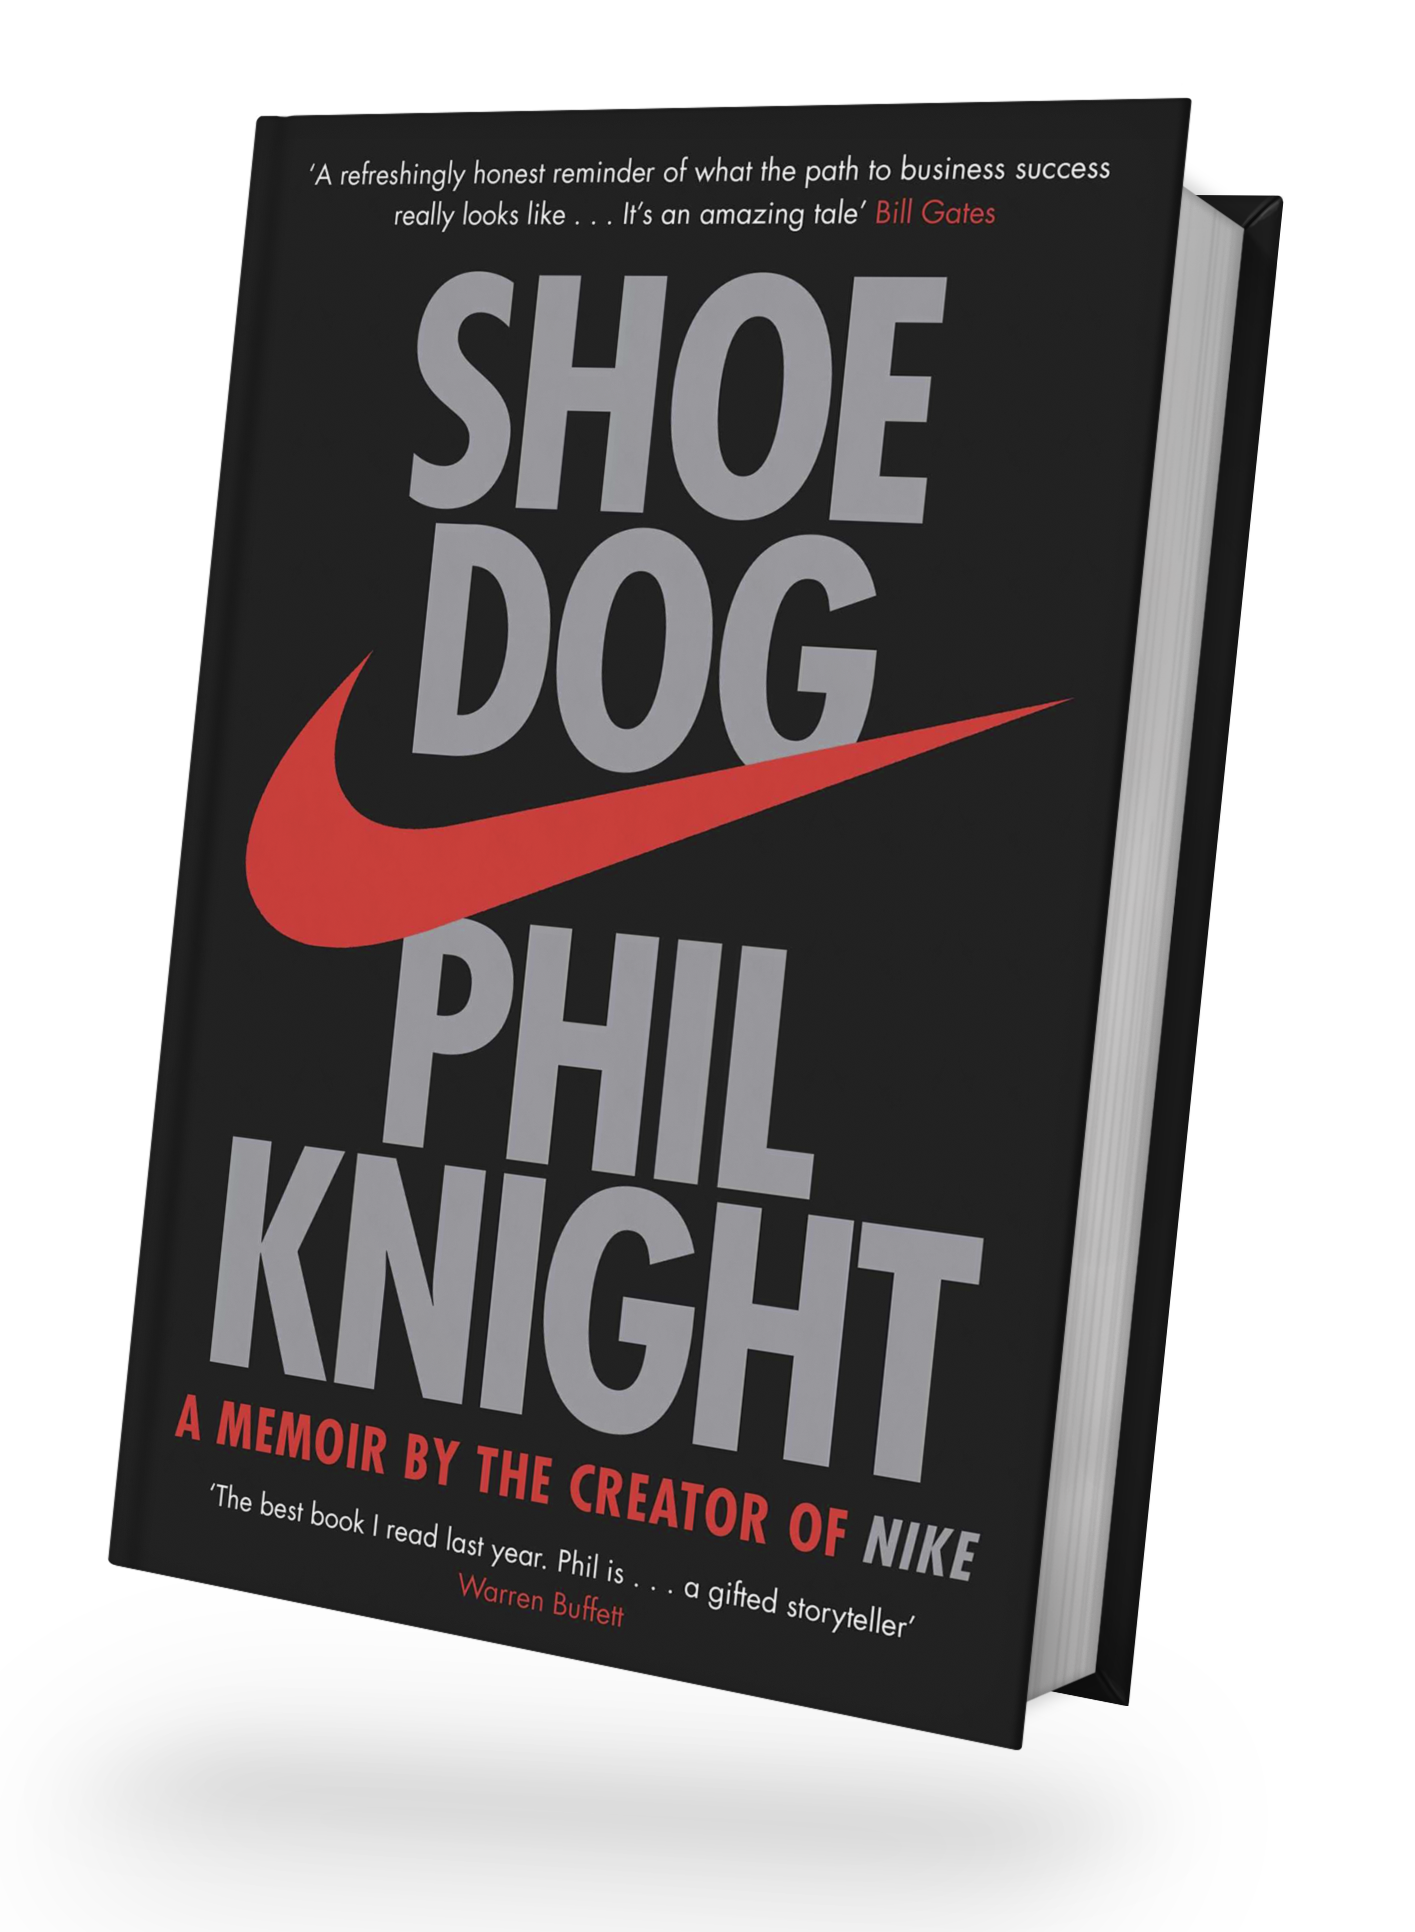 ‘A refreshingly honest reminder of what the path to business success
really looks like . . . It’s an amazing tale’ Bill Gates
SHOE
DOG
PHIL
KNIGHT
A MEMOIR BY THE CREATOR OF NIKE
‘The best book I read last year. Phil is . . . a gifted storyteller’
Warren Buffett